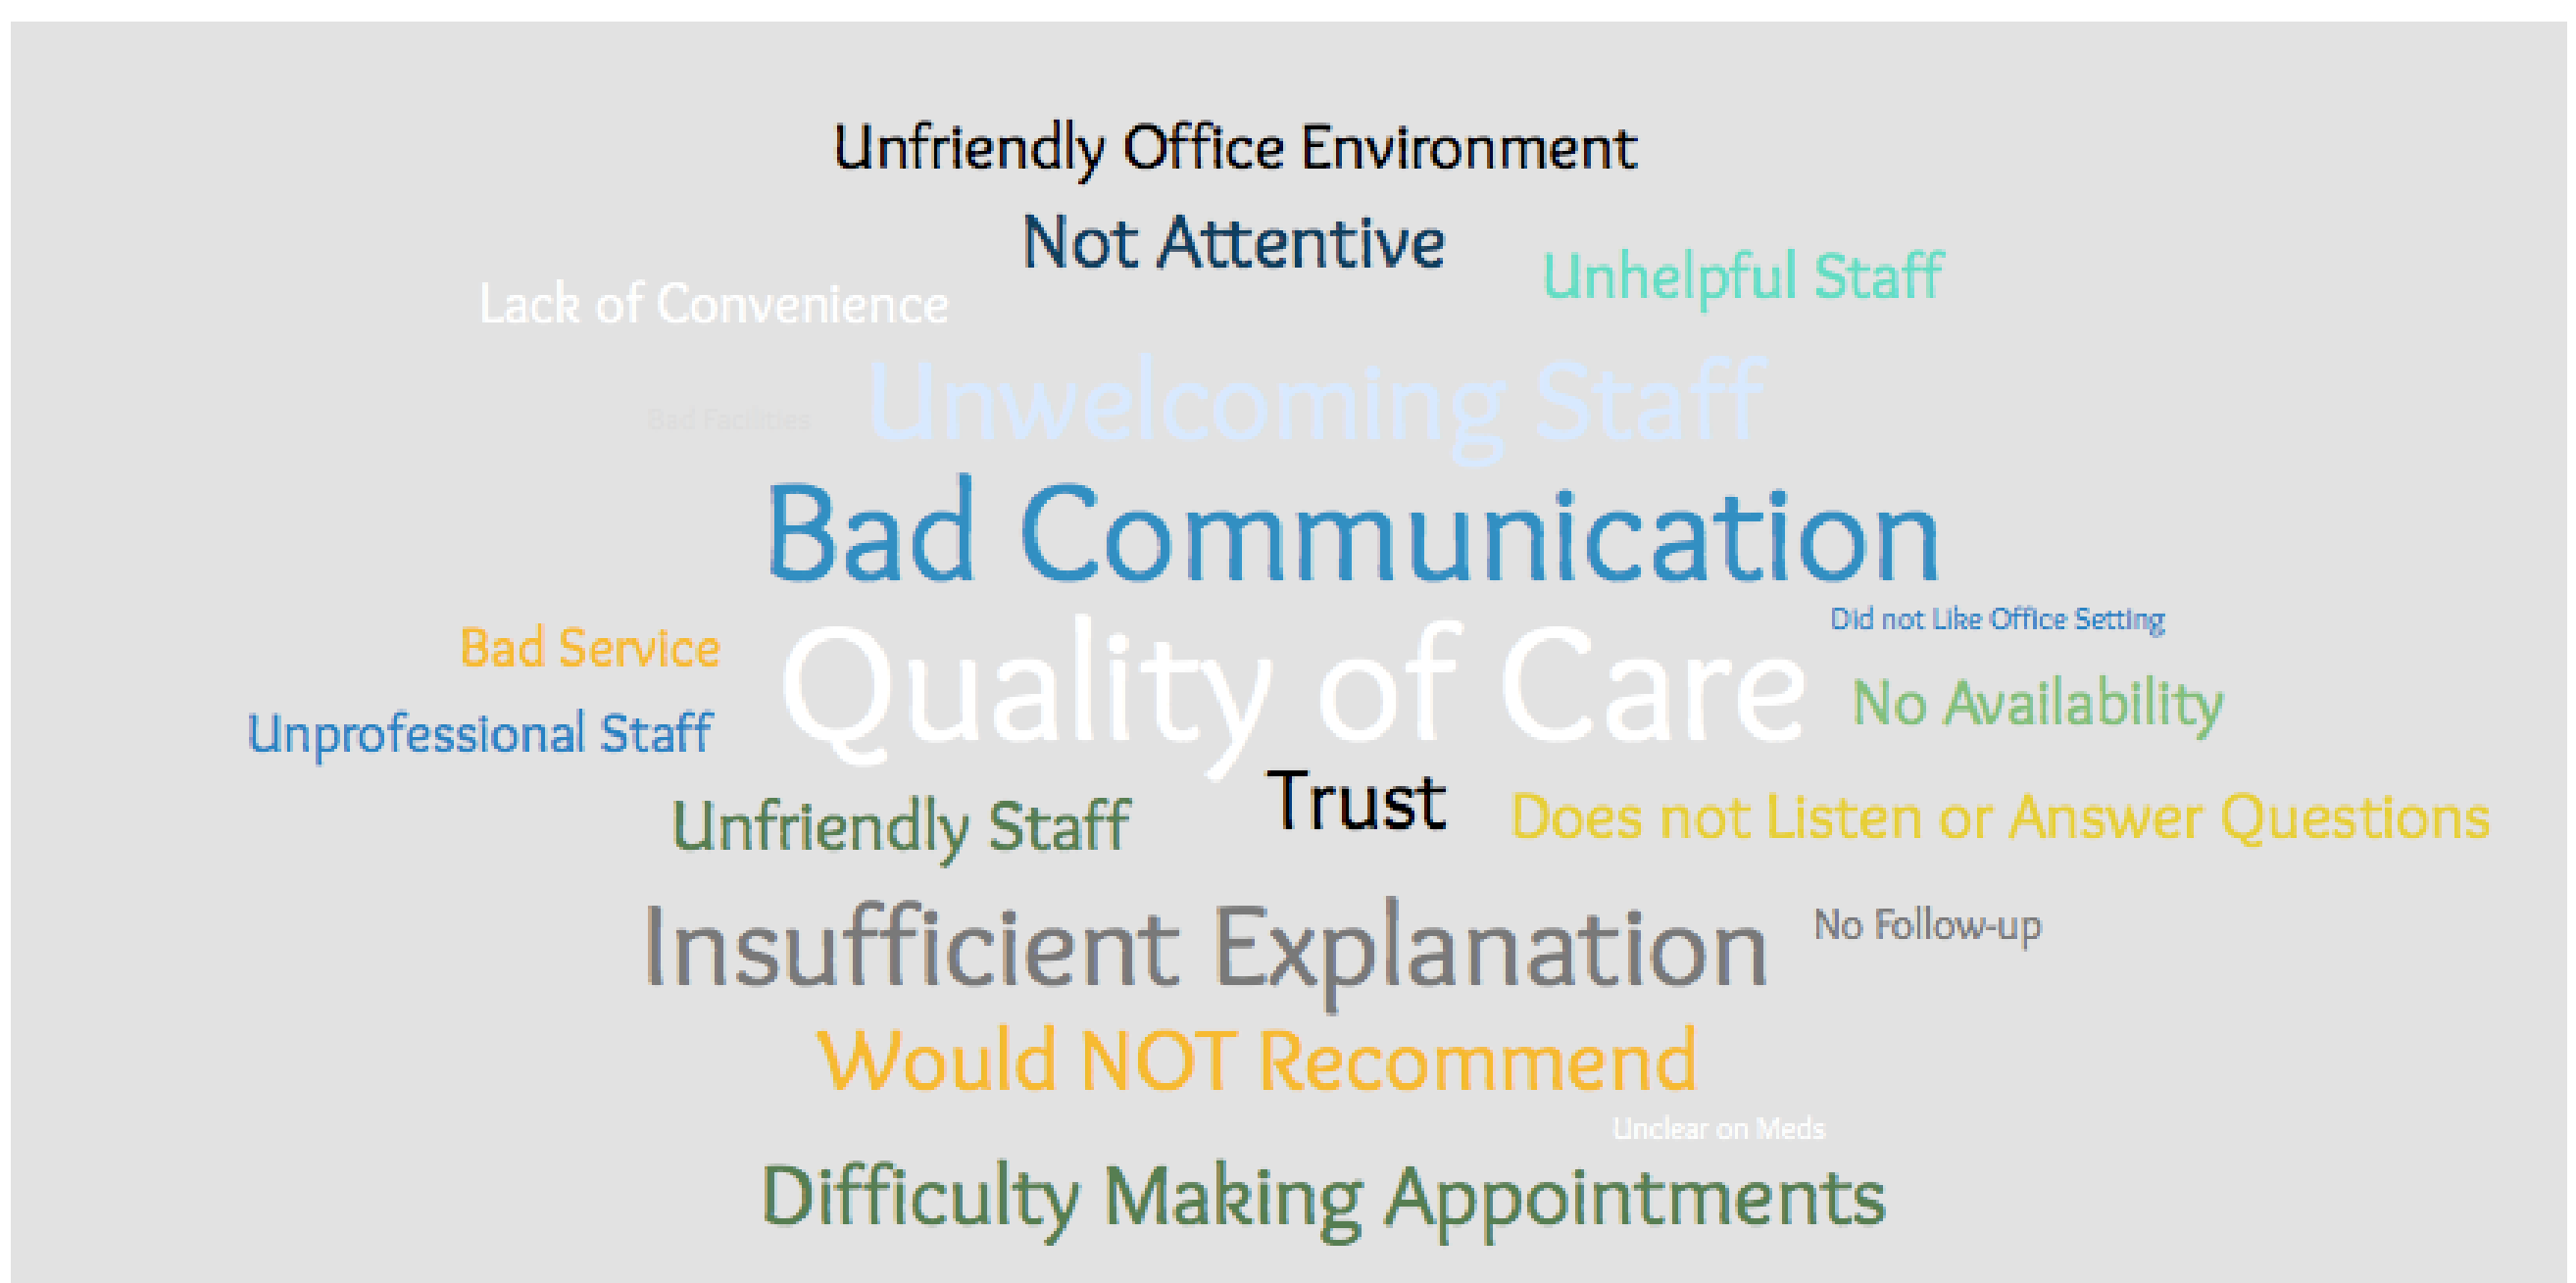 Unfriendly Office Environment
Not Attentive
Unhelpful Staff
Lack of Convenience
Unwelcoming Staff
Bad Facilities
Bad Communication
Did not Like Office Setting
Bad Service
Quality of Care
No Availability
Unprofessional Staff
Trust
Does not Listen or Answer Questions
Unfriendly Staff
Insufficient Explanation
No Follow-up
Would NOT Recommend
Unclear on Meds
Difficulty Making Appointments